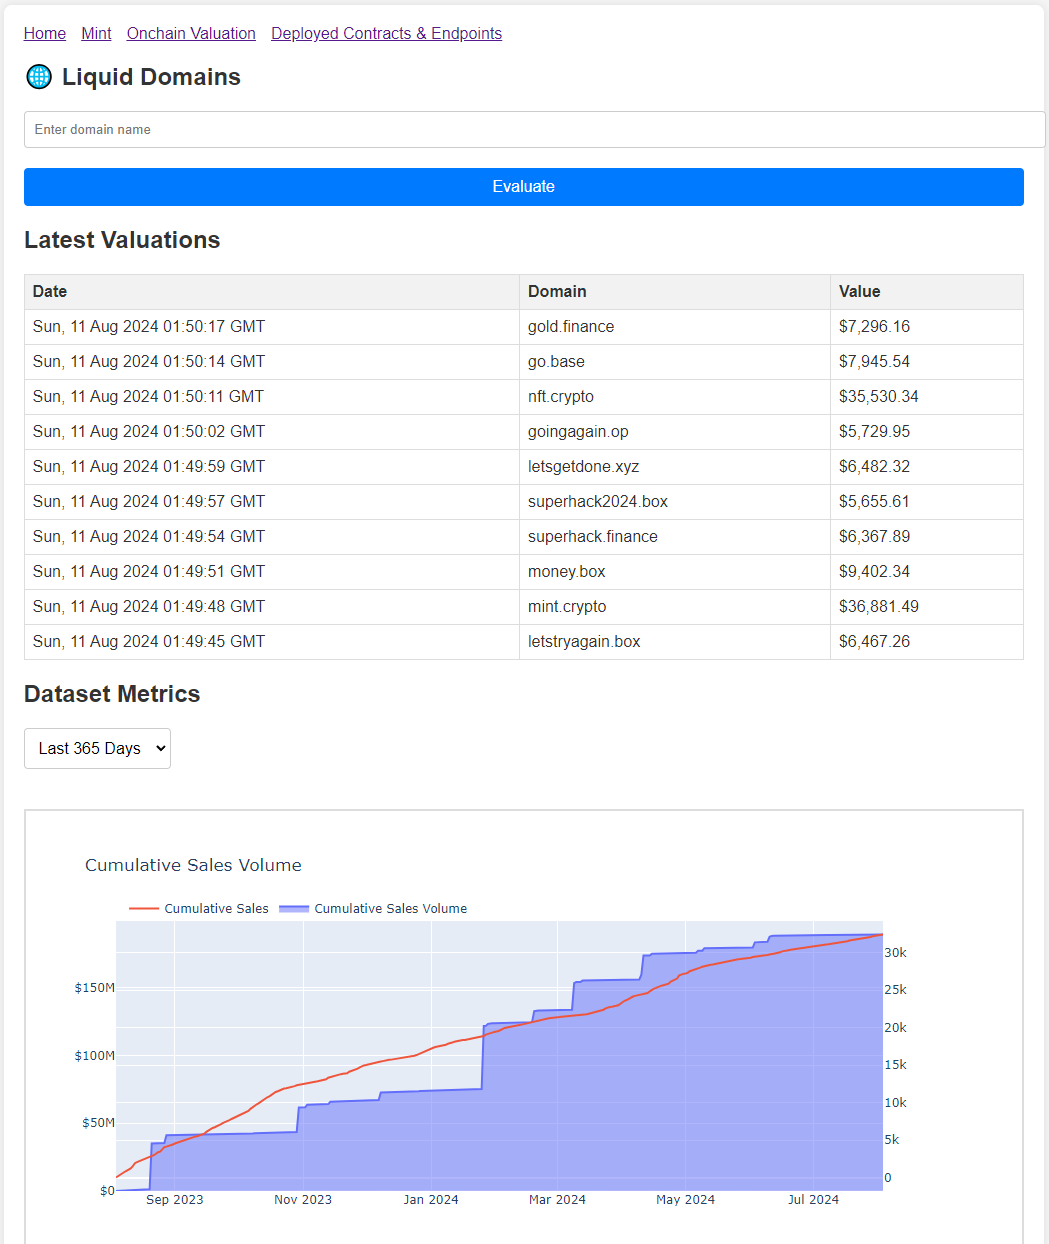 Home Mint Onchain Valuation Deployed Contracts & Endpoints
Liquid Domains
Enter domain name
Evaluate
Latest Valuations
Date Domain Value
Sun, 11 Aug 2024 01:50:17 GMT gold.finance $7,296.16
Sun, 11 Aug 2024 01:50:14 GMT go.base $7,945.54
Sun, 11 Aug 2024 01:50:11 GMT nft.crypto $35,530.34
Sun, 11 Aug 2024 01:50:02 GMT goingagain.op $5,729.95
Sun, 11 Aug 2024 01:49:59 GMT letsgetdone.xyz $6,482.32
Sun, 11 Aug 2024 01:49:57 GMT superhack2024.box $5,655.61
Sun, 11 Aug 2024 01:49:54 GMT superhack.finance $6,367.89
Sun, 11 Aug 2024 01:49:51 GMT money.box $9,402.34
Sun, 11 Aug 2024 01:49:48 GMT mint.crypto $36,881.49
Sun, 11 Aug 2024 01:49:45 GMT letstryagain.box $6,467.26
Dataset Metrics
Last 365 Days
Cumulative Sales Volume
Cumulative Sales Cumulative Sales Volume
30k
$150M 25k
20k
$100M 15k
10k
$50M 5k
$0 0
Sep 2023 Nov 2023 Jan 2024 Mar 2024 May 2024 Jul 2024